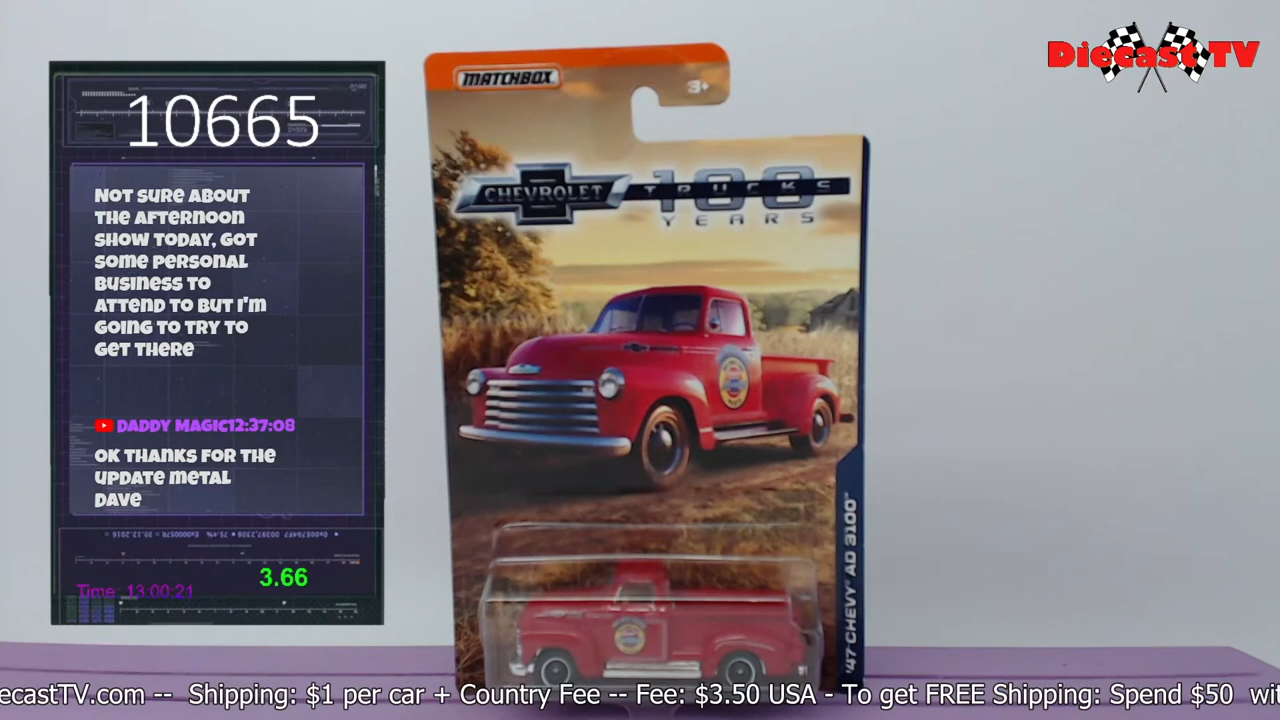 10665
NOT SURE ABOUT
THE AFTERNOON
SHOW TODAY, GOT
SOME PERSONAL
BUSINESS TO
ATTEND TO BUT I'M
GOING TO TRY TO
GET THERE
DADDY MAGIC12:37:08
OK THANKS FOR THE
UPDATE METAL
DAVE
Time 13:00:21
3.66
MATCHBOX
3+
CHEVROLET TRUCKS
100
YEARS
'47 CHEVY AD 3100
Diecast TV
ecastTV.com -- Shipping: $1 per car + Country Fee -- Fee: $3.50 USA - To get FREE Shipping: Spend $50 wi